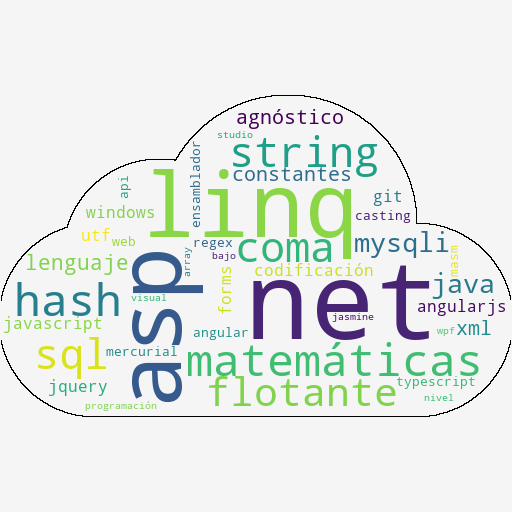 agnóstico
studio
string
ensamblador
constantes
api
linq
git
windows
casting
utf
web
regex
coma
mysqli
array
bajo
lenguaje
codificación
masm
asp
net
forms
java
hash
visual
angularjs
jasmine
javascript
angular
xml
wpf
sql
mercurial
matemáticas
jquery
flotante
typescript
nivel
programación